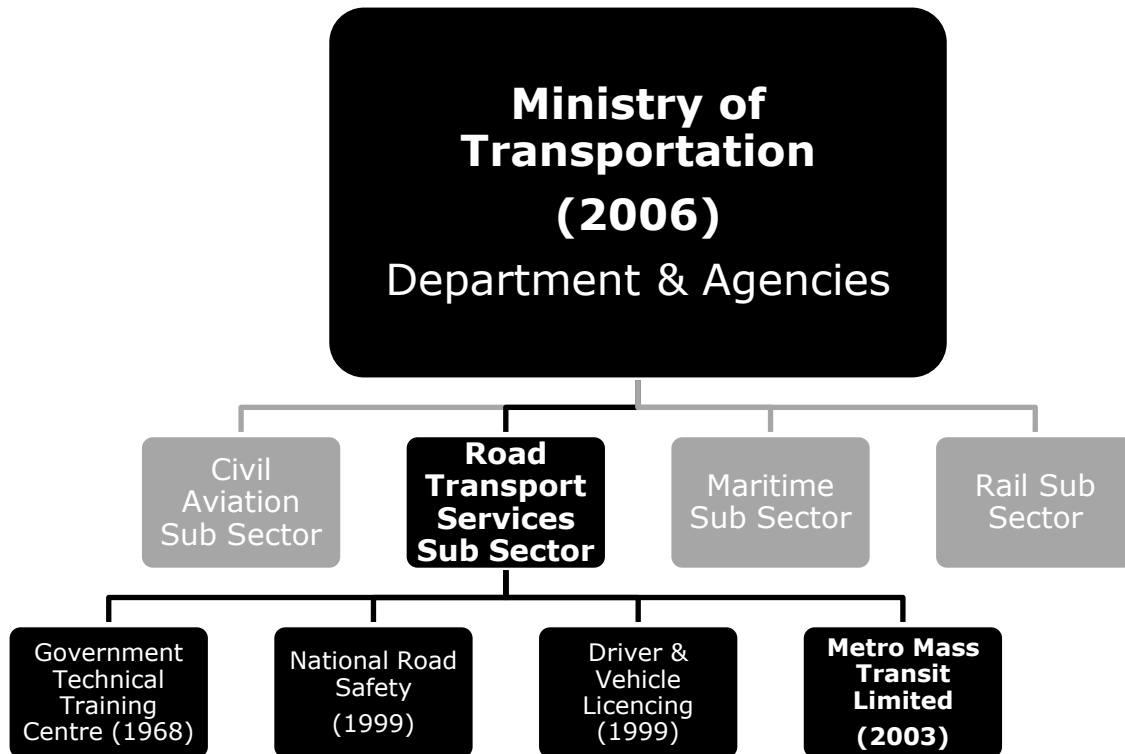 Ministry of
Transportation
(2006)
Department & Agencies
Civil
Aviation
Sub Sector
Road
Transport
Services
Sub Sector
Maritime
Sub Sector
Rail Sub
Sector
Government
Technical
Training
Centre (1968)
National Road
Safety
(1999)
Driver &
Vehicle
Licencing
(1999)
Metro Mass
Transit
Limited
(2003)